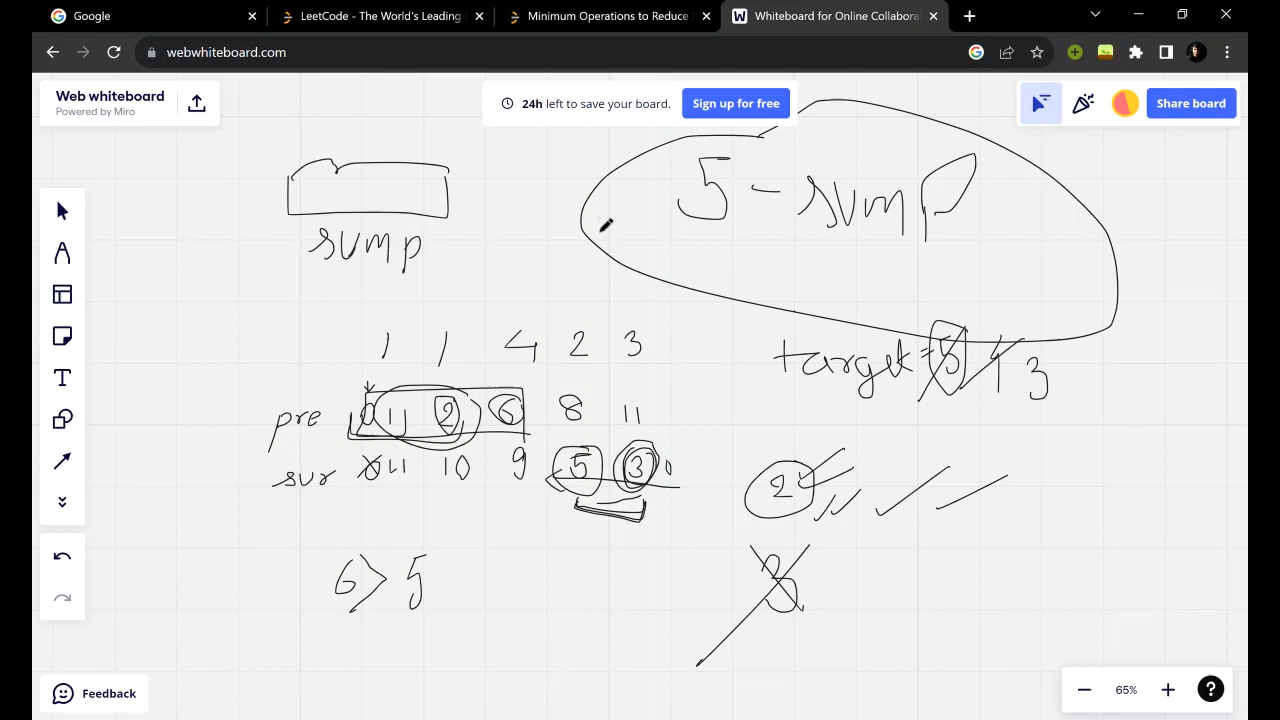 Google
LeetCode - The World's Leading
Minimum Operations to Reduce
Whiteboard for Online Collabora
webwhiteboard.com
Web whiteboard
Powered by Miro
24h left to save your board.
Sign up for free
Share board
5 - sump
sump
1 1 4 2 3
target = 5 4 3
pre 0 1 2 6 8 11
sur 11 10 9 5 3 0
2
6 > 5
3
Feedback
65%